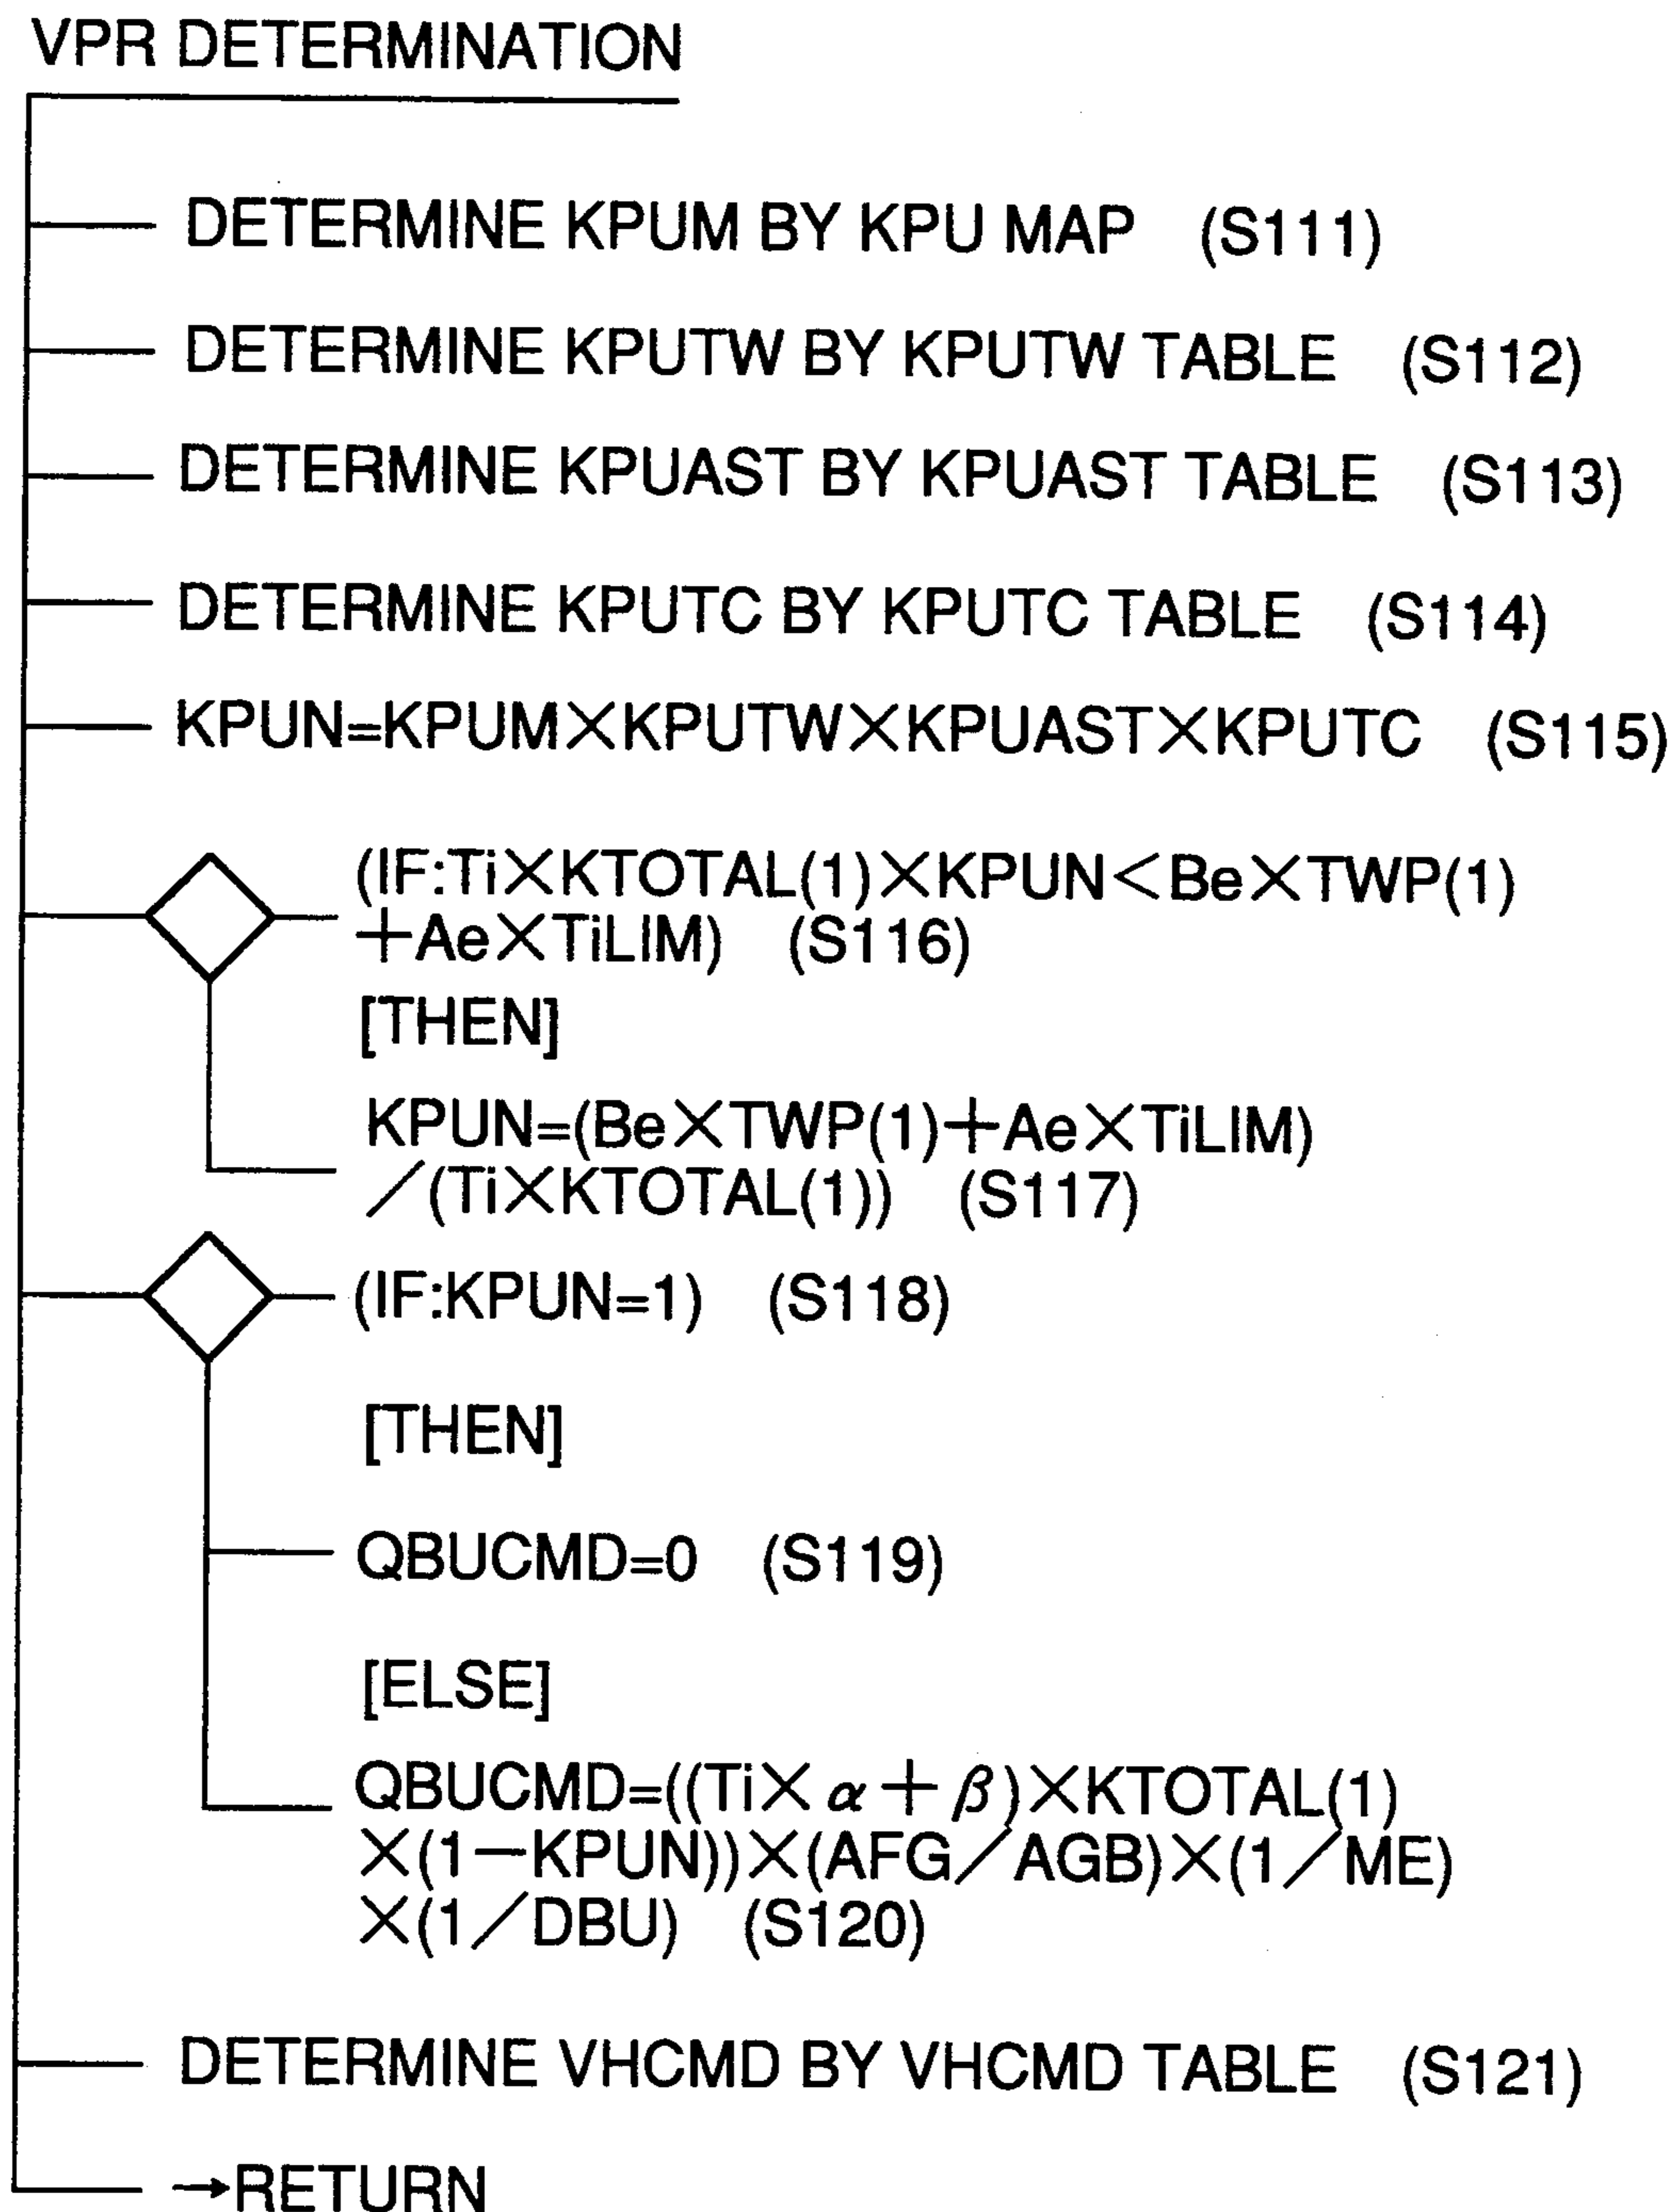 VPR DETERMINATION
DETERMINE KPUM BY KPU MAP (S111)
DETERMINE KPUTW BY KPUTW TABLE (S112)
DETERMINE KPUAST BY KPUAST TABLE (S113)
DETERMINE KPUTC BY KPUTC TABLE (S114)
KPUN=KPUM×KPUTW×KPUAST×KPUTC (S115)
(IF:Ti×KTOTAL(1)×KPUN<Be×TWP(1)
+Ae×TiLIM) (S116)
[THEN]
KPUN=(Be×TWP(1)+Ae×TiLIM)
/(Ti×KTOTAL(1)) (S117)
(IF:KPUN=1) (S118)
[THEN]
QBUCMD=0 (S119)
[ELSE]
QBUCMD=((Ti×α+β)×KTOTAL(1)
×(1−KPUN))×(AFG/AGB)×(1/ME)
×(1/DBU) (S120)
DETERMINE VHCMD BY VHCMD TABLE (S121)
→RETURN